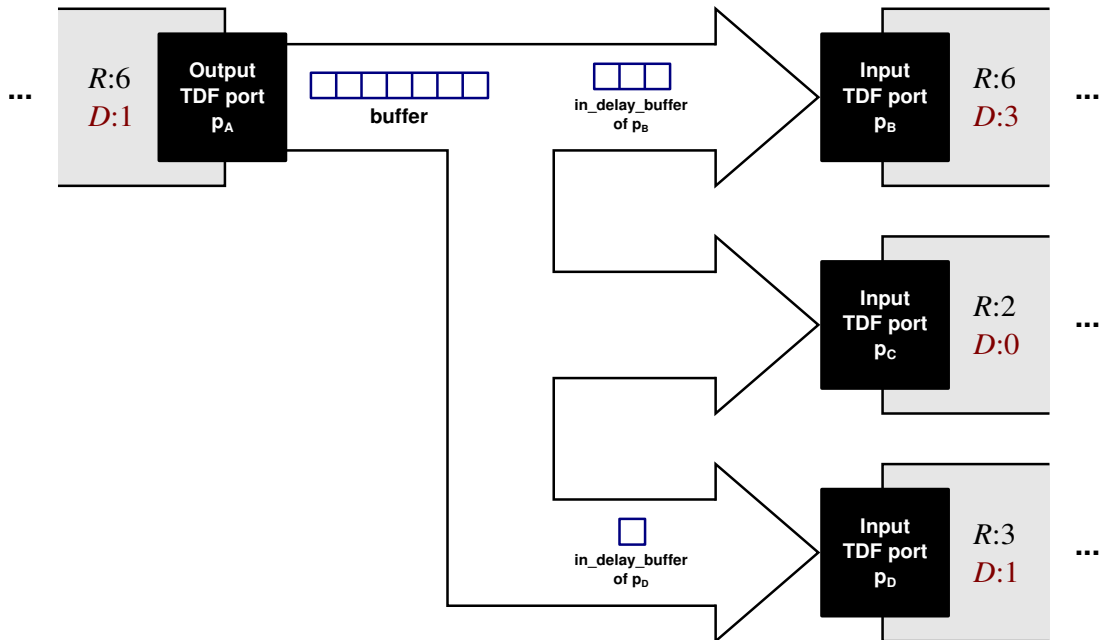 ...
R:6
D:1
Output
TDF port
pA
buffer
in_delay_buffer
of pB
Input
TDF port
pB
R:6
D:3
...
Input
TDF port
pC
R:2
D:0
...
in_delay_buffer
of pD
Input
TDF port
pD
R:3
D:1
...